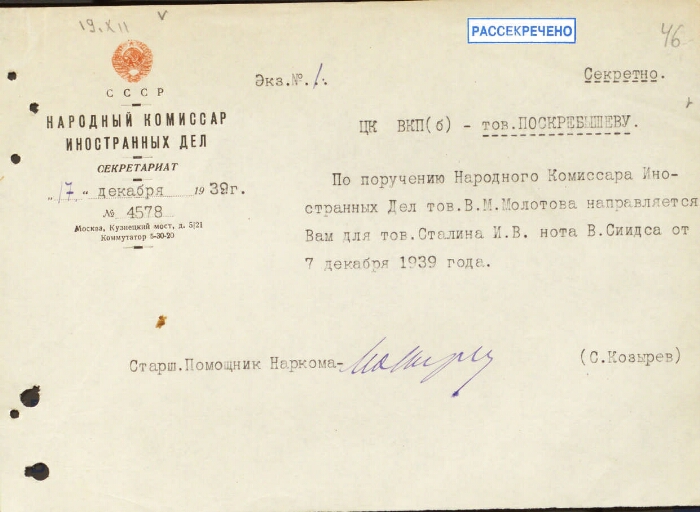 19.XII
РАССЕКРЕЧЕНО
46
СССР
НАРОДНЫЙ КОМИССАР
ИНОСТРАННЫХ ДЕЛ
СЕКРЕТАРИАТ
"17" декабря 1939г.
№ 4578
Москва, Кузнецкий мост, д. 5|21
Коммутатор 5-30-20
Экз.№.1.
Секретно.
ЦК ВКП(б) - тов.ПОСКРЕБЫШЕВУ.
По поручению Народного Комиссара Ино-
странных Дел тов.В.М.Молотова направляется
Вам для тов.Сталина И.В. нота В.Сиидса от
7 декабря 1939 года.
Старш.Помощник Наркома-
(С.Козырев)